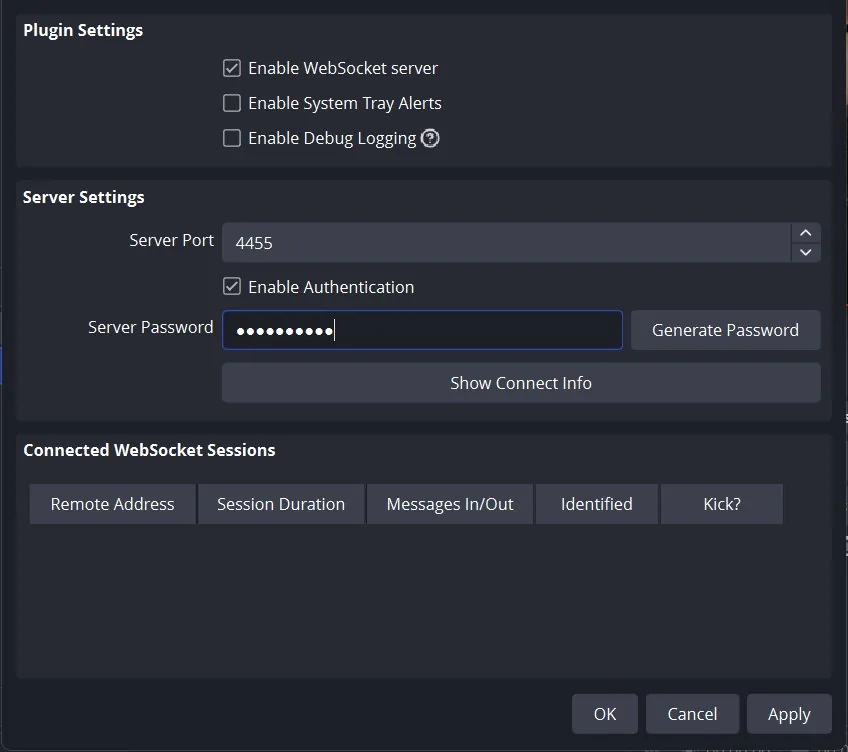 Plugin Settings
Enable WebSocket server
Enable System Tray Alerts
Enable Debug Logging ?
Server Settings
Server Port 4455
Enable Authentication
Server Password ●●●●●●●●●● Generate Password
Show Connect Info
Connected WebSocket Sessions
Remote Address Session Duration Messages In/Out Identified Kick?
OK Cancel Apply